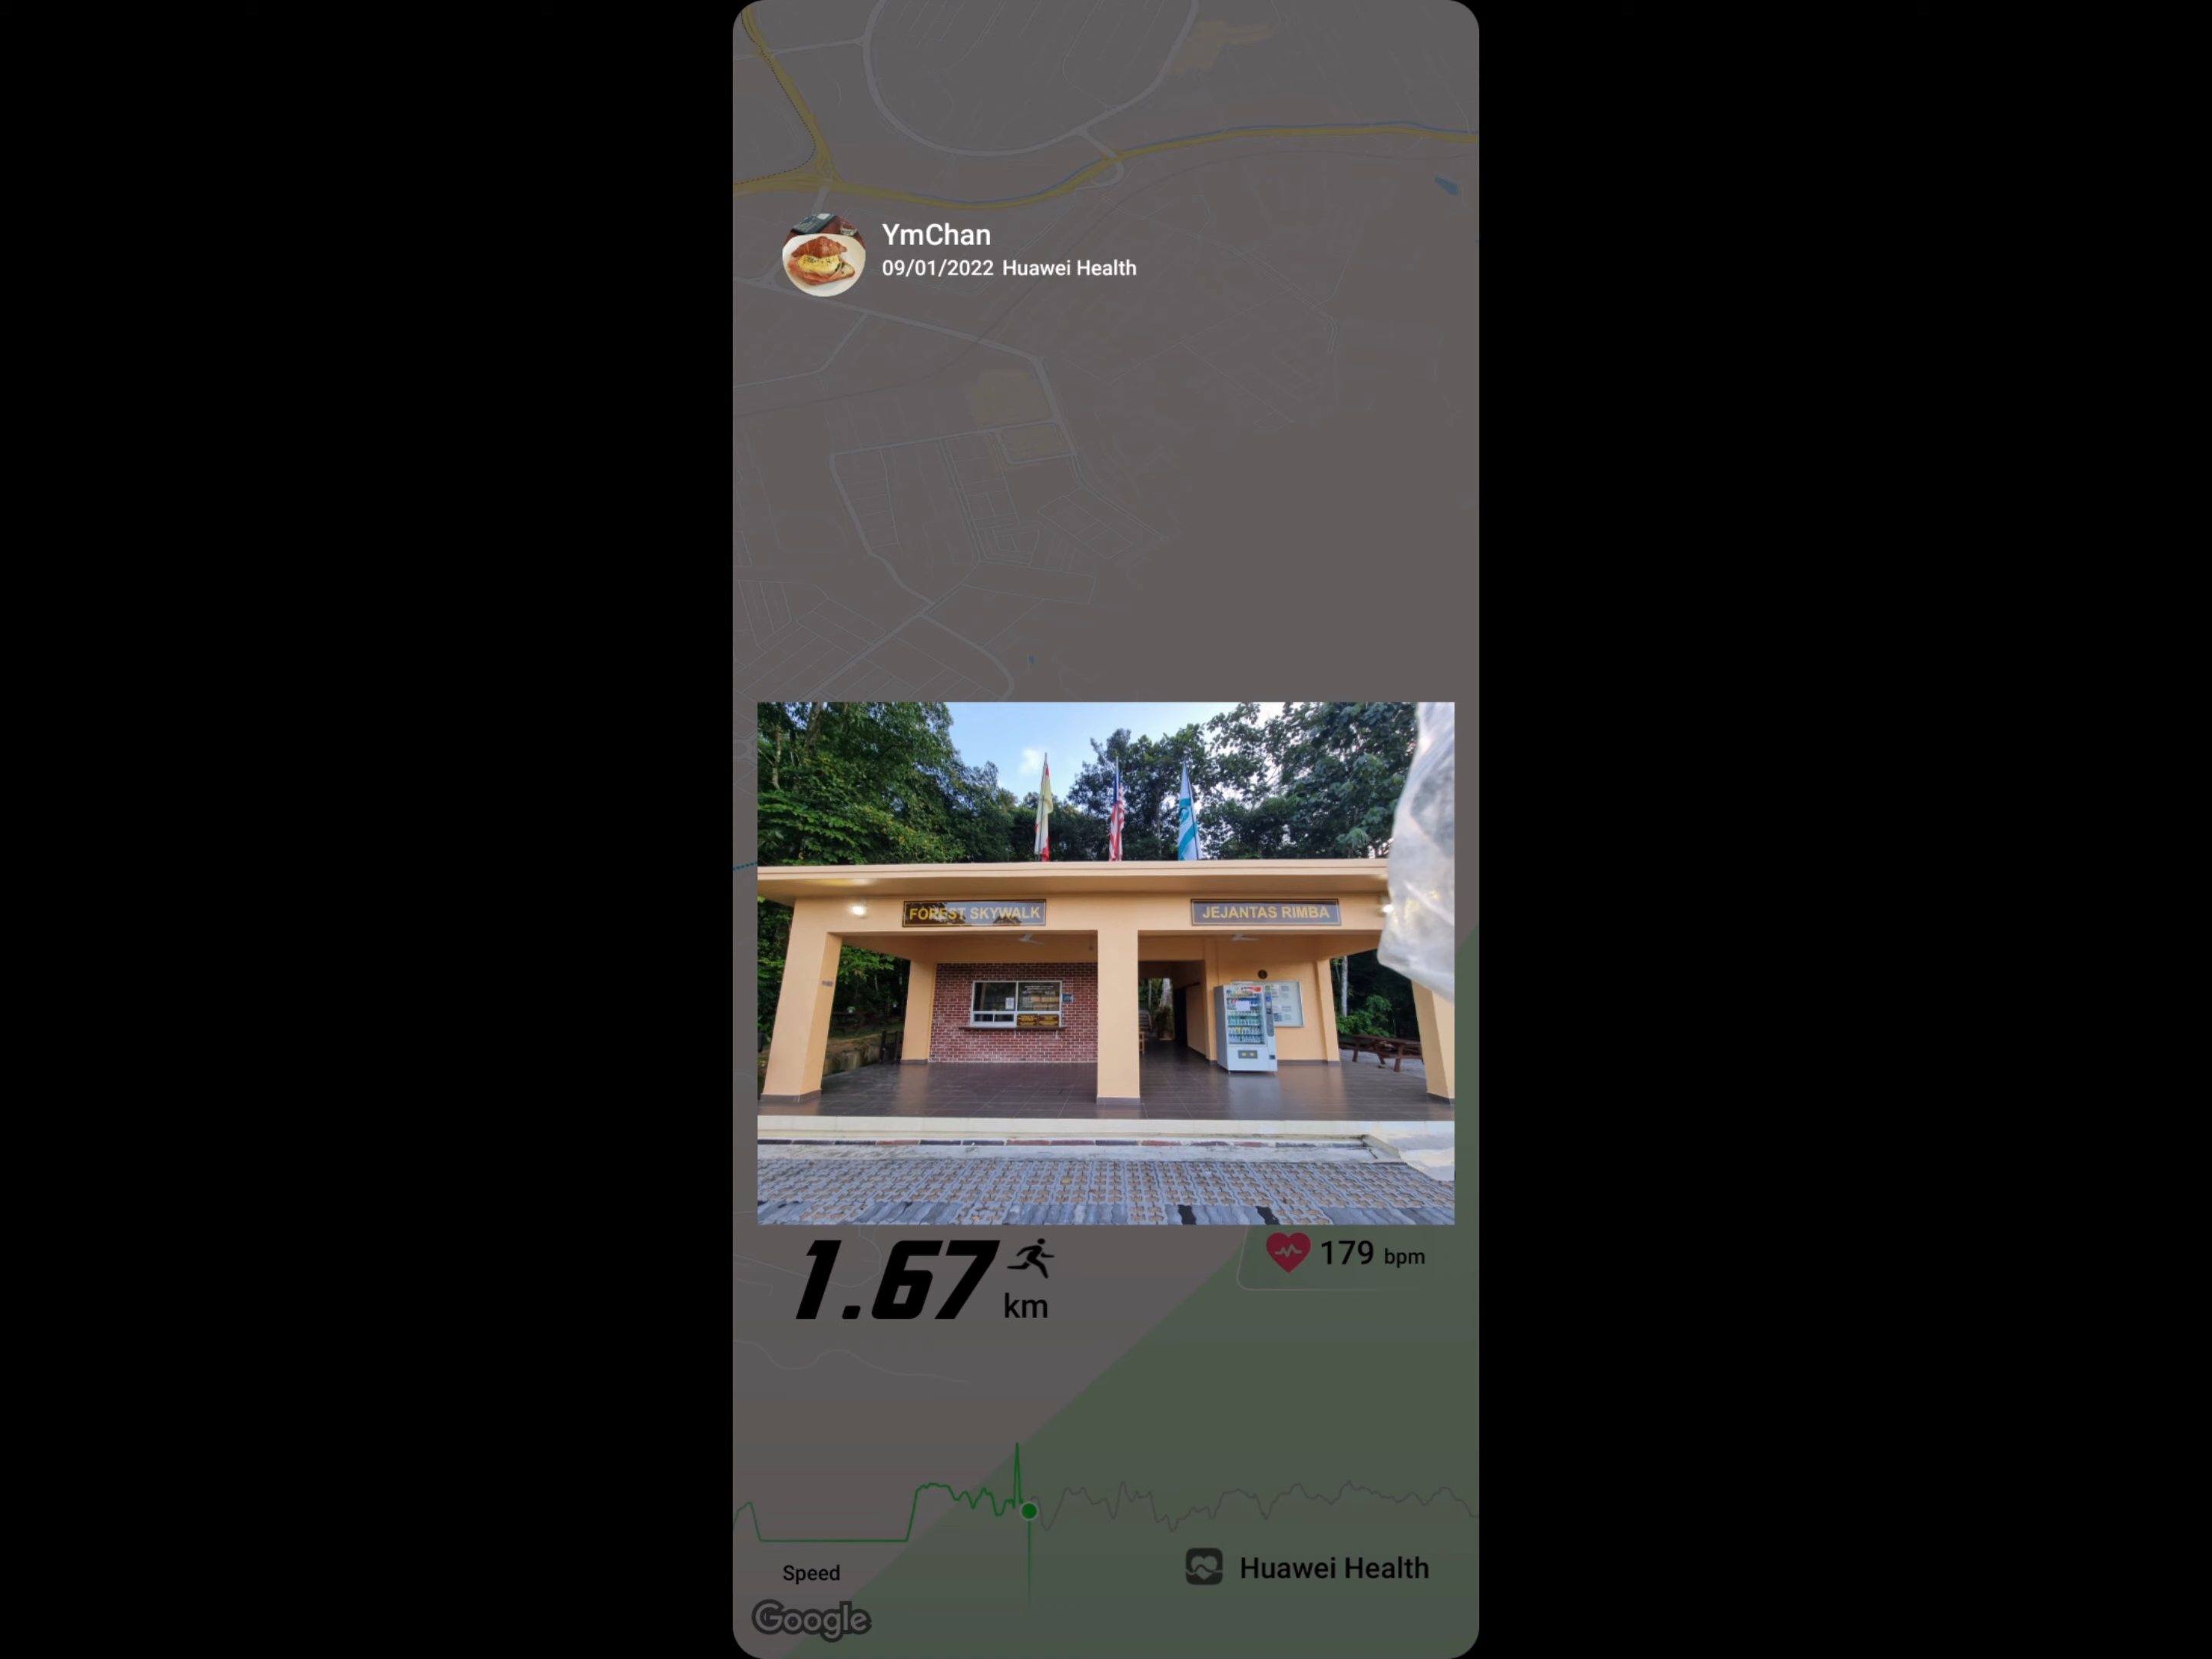 YmChan
09/01/2022 Huawei Health
FOREST SKYWALK
JEJANTAS RIMBA
1.67
km
179 bpm
Speed
Huawei Health
Google